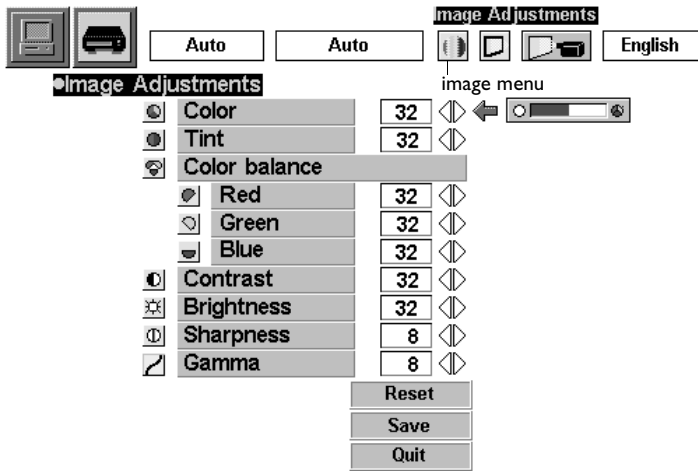 Image Adjustments
Auto Auto English
image menu
●Image Adjustments
Color 32
Tint 32
Color balance
Red 32
Green 32
Blue 32
Contrast 32
Brightness 32
Sharpness 8
Gamma 8
Reset
Save
Quit